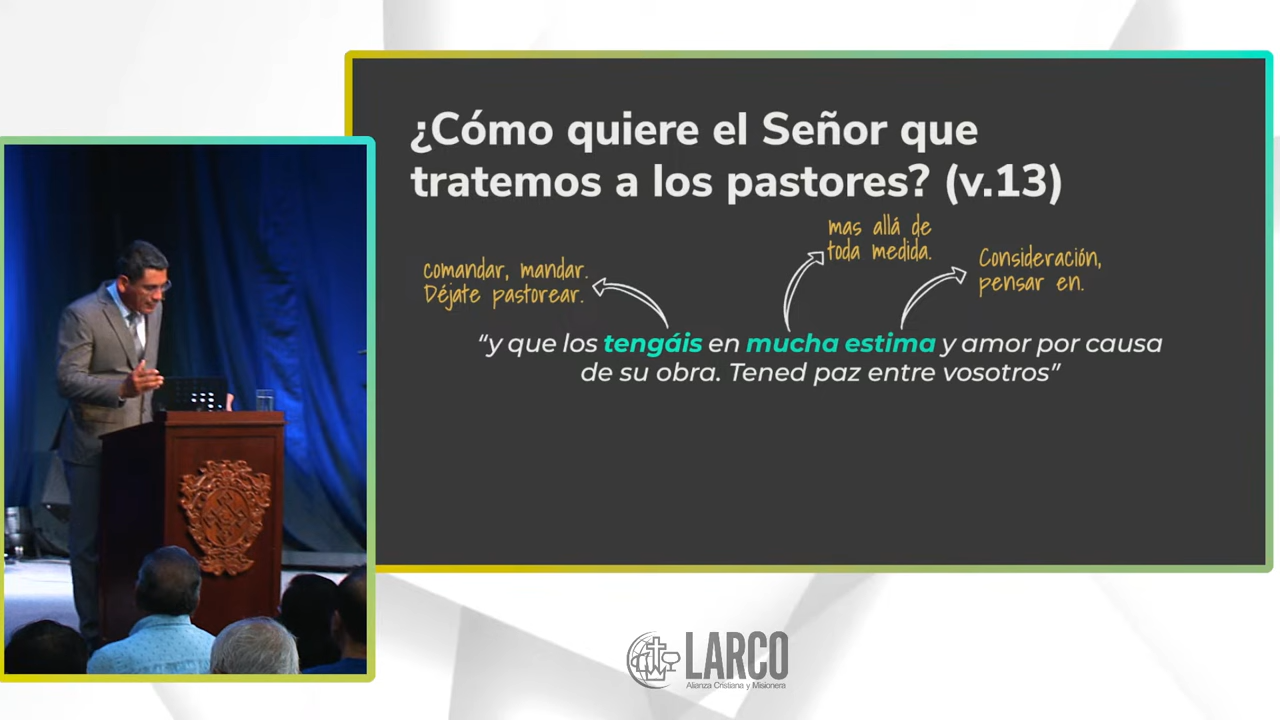 ¿Cómo quiere el Señor que
tratemos a los pastores? (v.13)
mas allá de
toda medida.
comandar, mandar.
Déjate pastorear.
Consideración,
pensar en.
“y que los tengáis en mucha estima y amor por causa
de su obra. Tened paz entre vosotros”
LARCO
Alianza Cristiana y Misionera